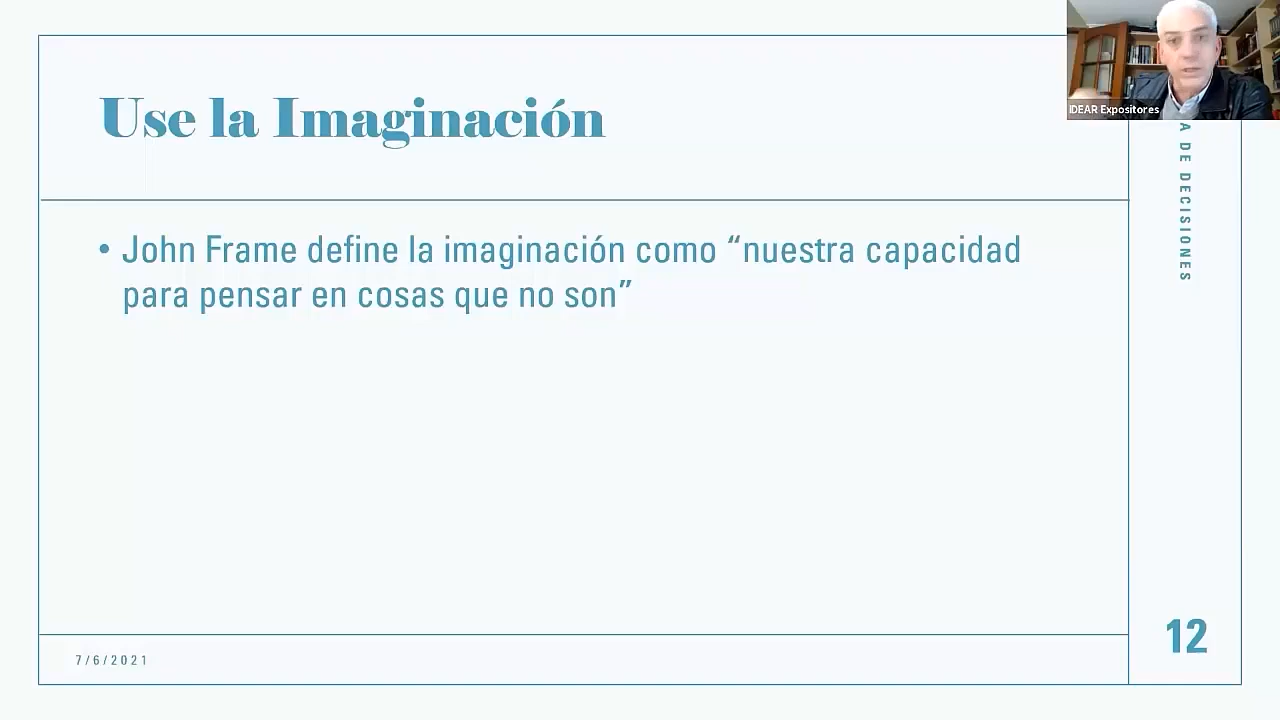 Use la Imaginación
• John Frame define la imaginación como “nuestra capacidad
para pensar en cosas que no son”
IDEAR Expositores
A DE DECISIONES
12
7/6/2021